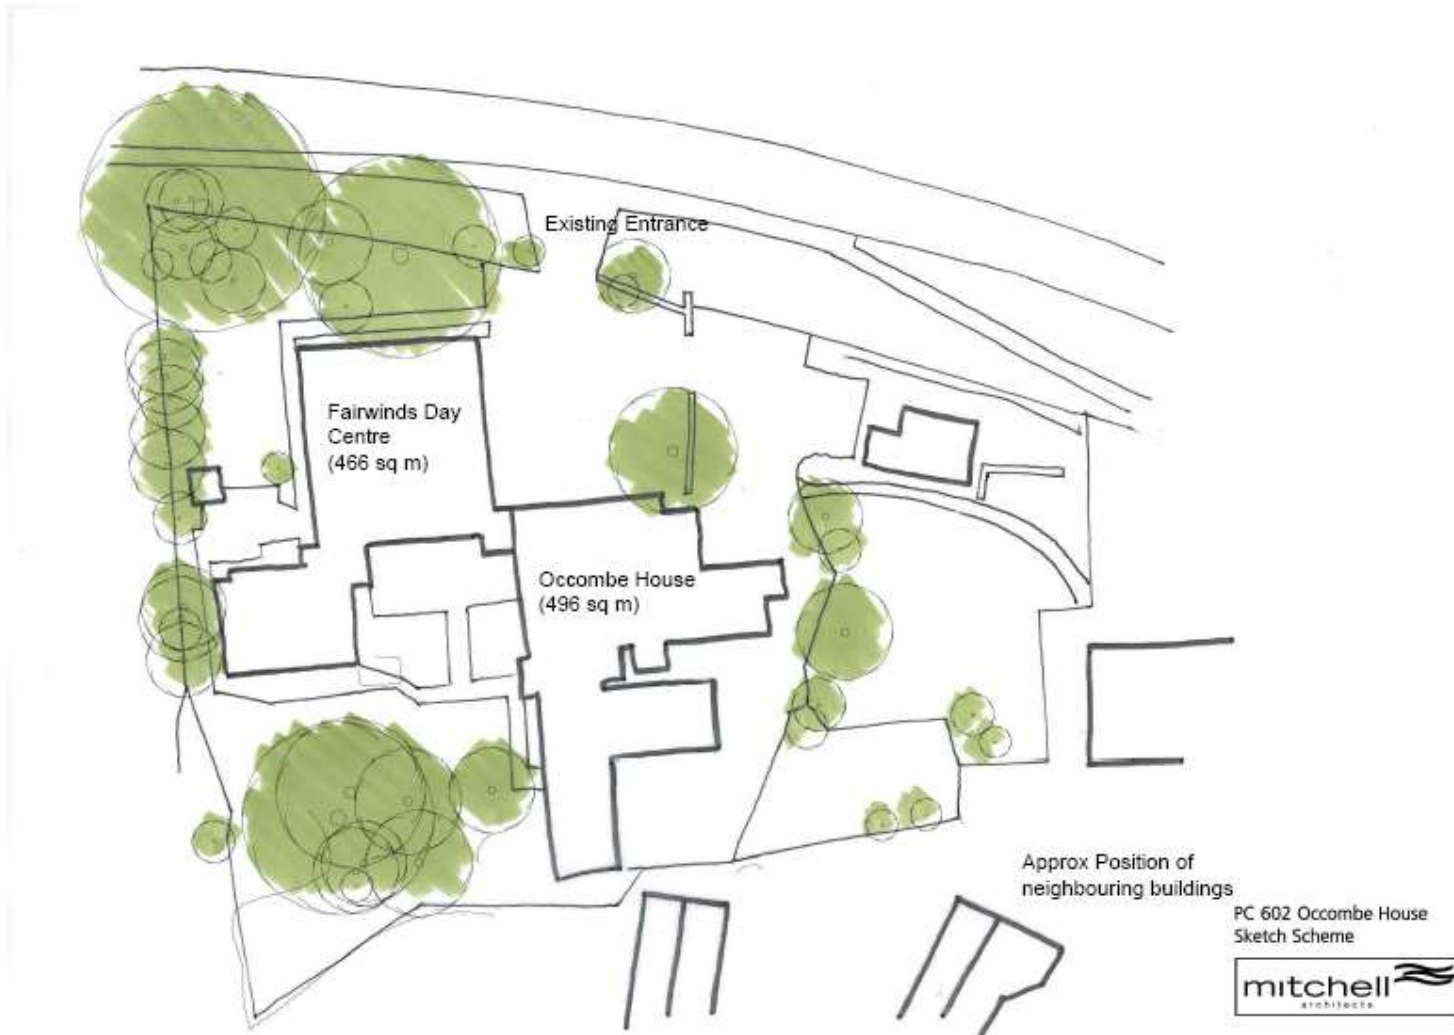 Existing Entrance
Fairwinds Day
Centre
(466 sq m)
Occombe House
(496 sq m)
Approx Position of
neighbouring buildings
PC 602 Occombe House
Sketch Scheme
mitchell
architects